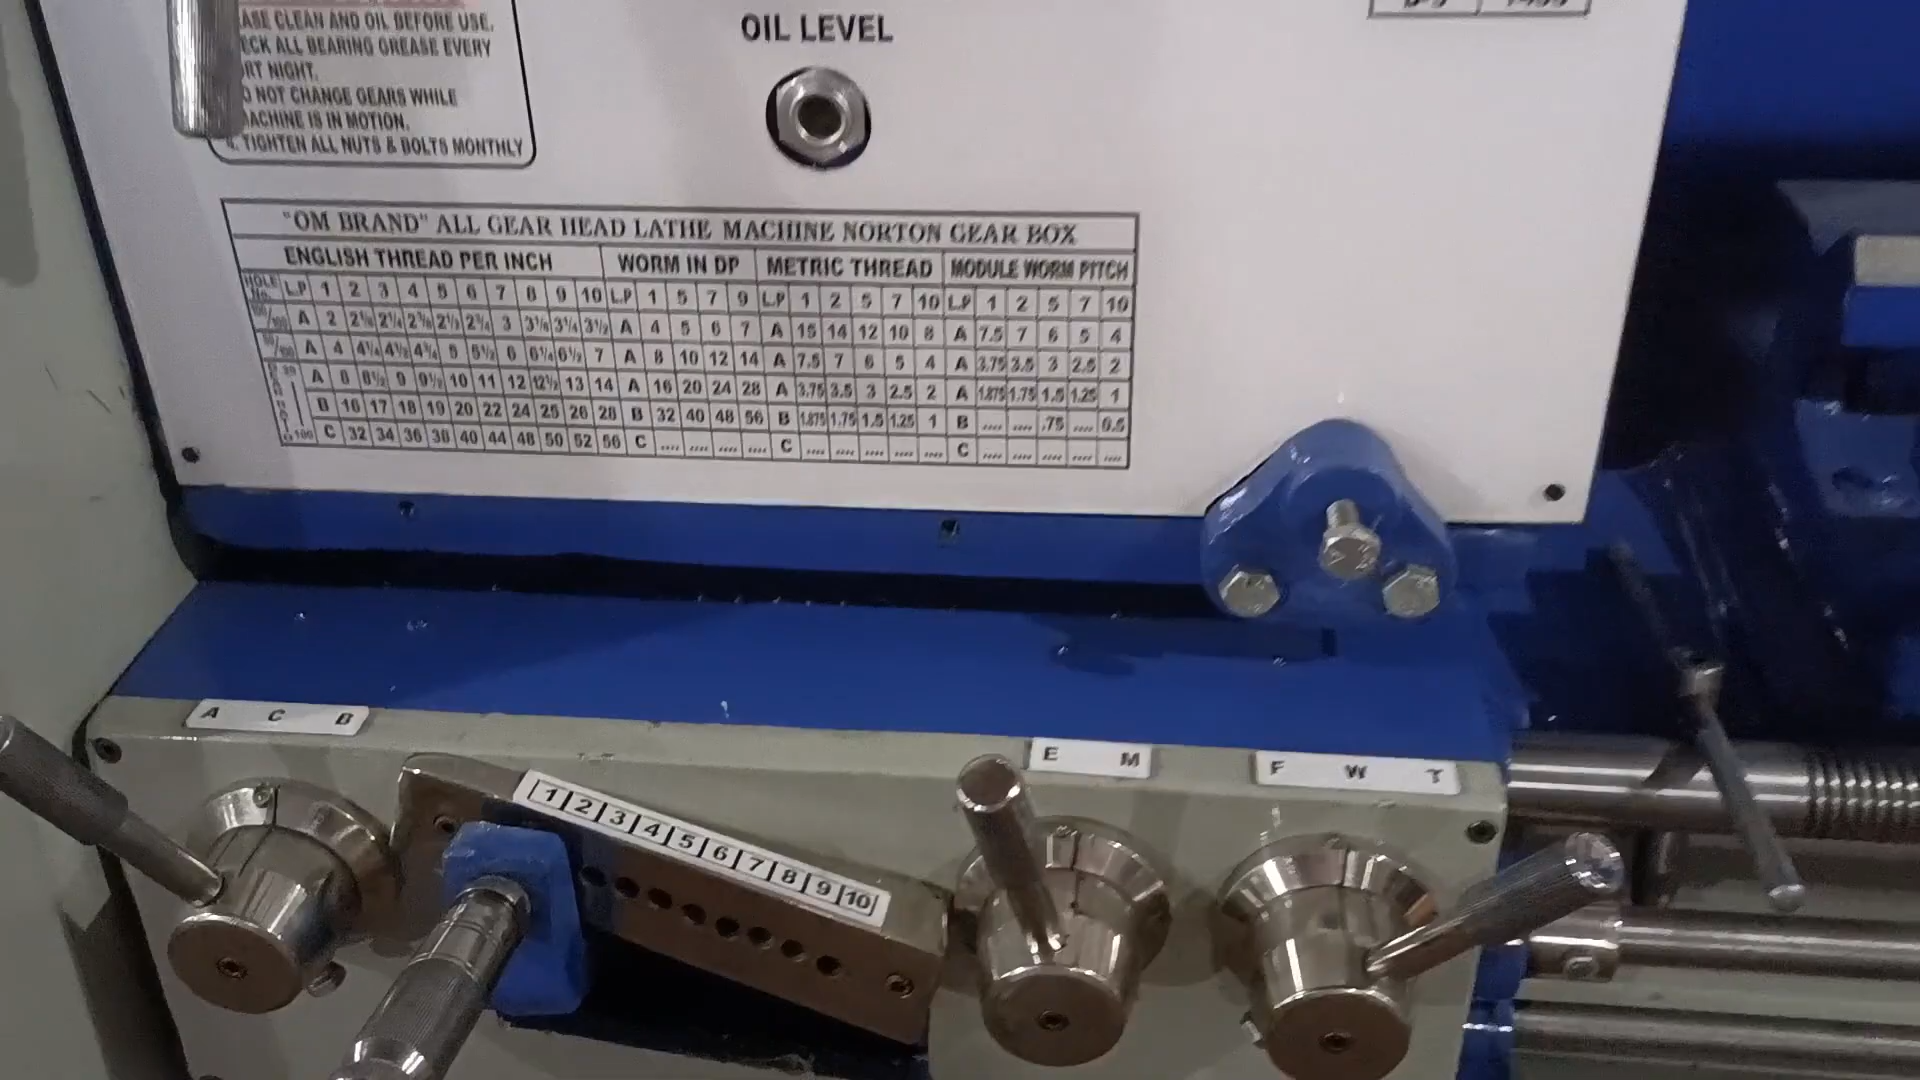 ASE CLEAN AND OIL BEFORE USE.
ECK ALL BEARING GREASE EVERY
RT NIGHT.
O NOT CHANGE GEARS WHILE
ACHINE IS IN MOTION.
4. TIGHTEN ALL NUTS & BOLTS MONTHLY
OIL LEVEL
"OM BRAND" ALL GEAR HEAD LATHE MACHINE NORTON GEAR BOX
ENGLISH THREAD PER INCH WORM IN DP METRIC THREAD MODULE WORM PITCH
HOLE No. L.P 1 2 3 4 5 6 7 8 9 10 L.P 1 5 7 9 L.P 1 2 5 7 10 L.P 1 2 5 7 10
A 2 2⅛ 2¼ 2⅜ 2½ 2¾ 3 3⅛ 3¼ 3½ A 4 5 6 7 A 15 14 12 10 8 A 7.5 7 6 5 4
A 4 4¼ 4½ 4¾ 5 5½ 6 6¼ 6½ 7 A 8 10 12 14 A 7.5 7 6 5 4 A 3.75 3.5 3 2.5 2
A 8 8½ 9 9½ 10 11 12 12½ 13 14 A 16 20 24 28 A 3.75 3.5 3 2.5 2 A 1.875 1.75 1.5 1.25 1
B 16 17 18 19 20 22 24 25 26 28 B 32 40 48 56 B 1.875 1.75 1.5 1.25 1 B .... .... .75 .... 0.5
100 C 32 34 36 38 40 44 48 50 52 56 C .... .... .... .... C .... .... .... .... .... C .... .... .... .... ....
A C B
E M
F W T
1 2 3 4 5 6 7 8 9 10